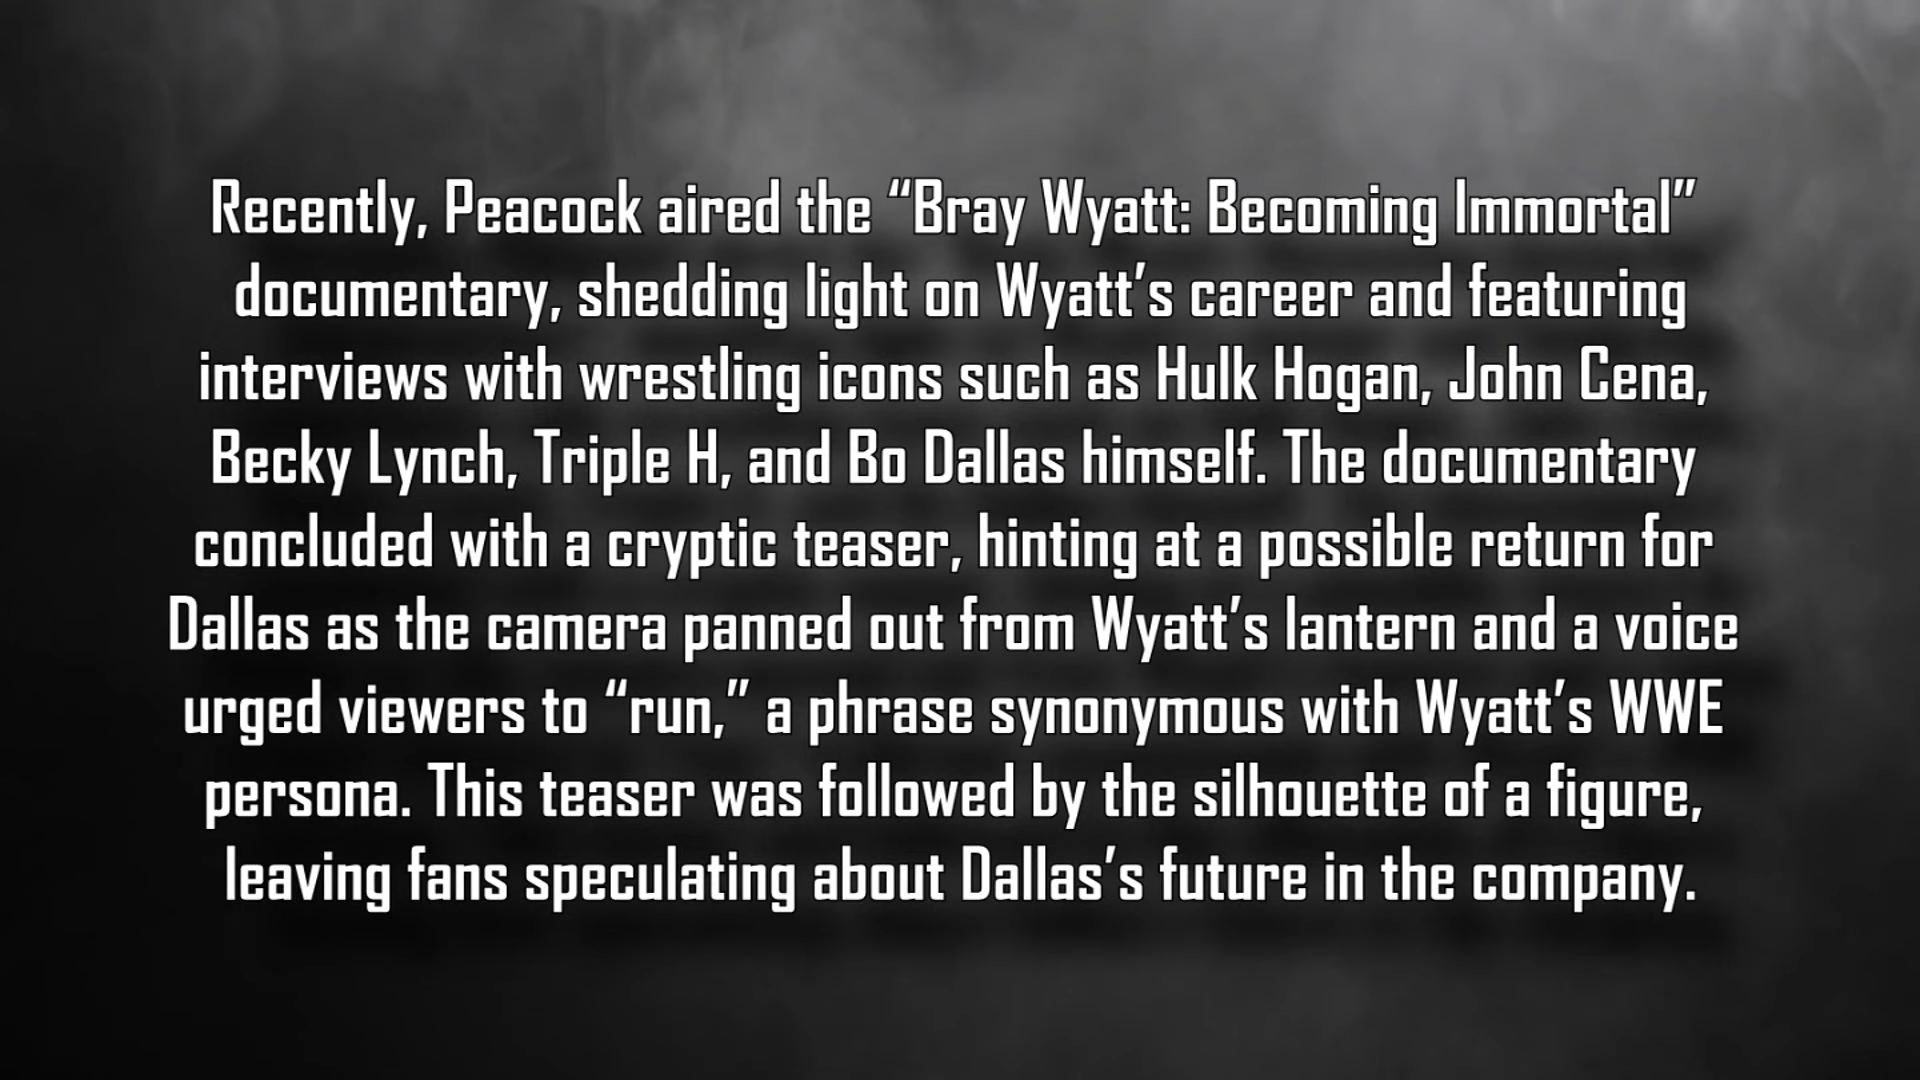 Recently, Peacock aired the “Bray Wyatt: Becoming Immortal”
documentary, shedding light on Wyatt’s career and featuring
interviews with wrestling icons such as Hulk Hogan, John Cena,
Becky Lynch, Triple H, and Bo Dallas himself. The documentary
concluded with a cryptic teaser, hinting at a possible return for
Dallas as the camera panned out from Wyatt’s lantern and a voice
urged viewers to “run,” a phrase synonymous with Wyatt’s WWE
persona. This teaser was followed by the silhouette of a figure,
leaving fans speculating about Dallas’s future in the company.